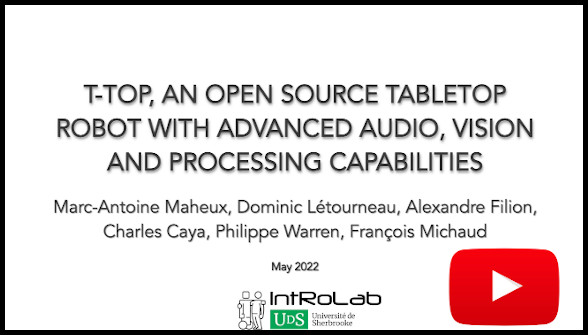 T-TOP, AN OPEN SOURCE TABLETOP
ROBOT WITH ADVANCED AUDIO, VISION
AND PROCESSING CAPABILITIES
Marc-Antoine Maheux, Dominic Létourneau, Alexandre Filion,
Charles Caya, Philippe Warren, François Michaud
May 2022
IntRoLab
UDS Université de
Sherbrooke